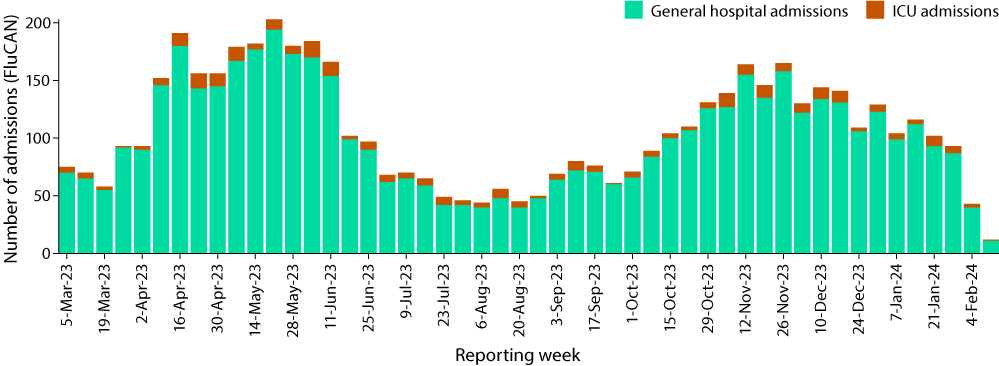 General hospital admissions
ICU admissions
Number of admissions (FluCAN)
200
150
100
50
0
5-Mar-23
19-Mar-23
2-Apr-23
16-Apr-23
30-Apr-23
14-May-23
28-May-23
11-Jun-23
25-Jun-23
9-Jul-23
23-Jul-23
6-Aug-23
20-Aug-23
3-Sep-23
17-Sep-23
1-Oct-23
15-Oct-23
29-Oct-23
12-Nov-23
26-Nov-23
10-Dec-23
24-Dec-23
7-Jan-24
21-Jan-24
4-Feb-24
Reporting week